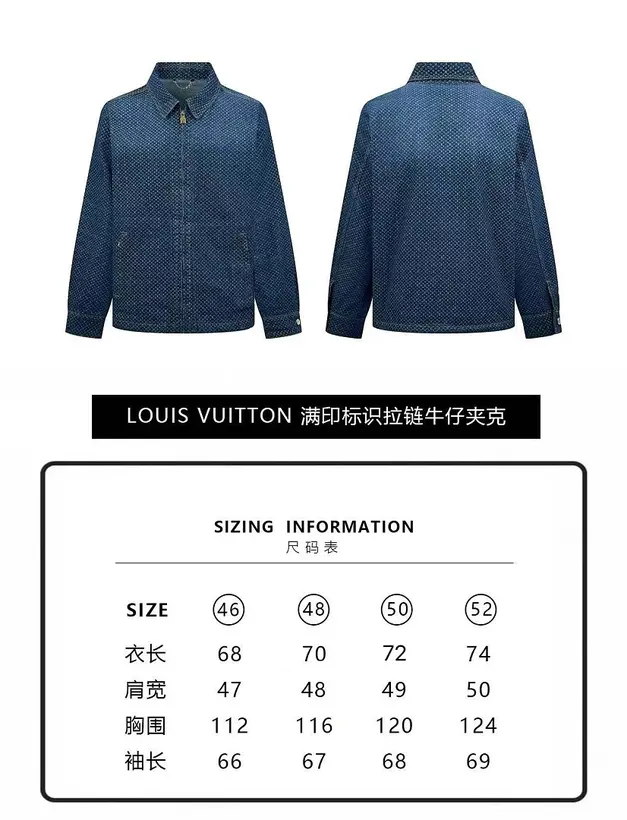 LOUIS VUITTON 满印标识拉链牛仔夹克
SIZING INFORMATION
尺码表
SIZE 46 48 50 52
衣长 68 70 72 74
肩宽 47 48 49 50
胸围 112 116 120 124
袖长 66 67 68 69